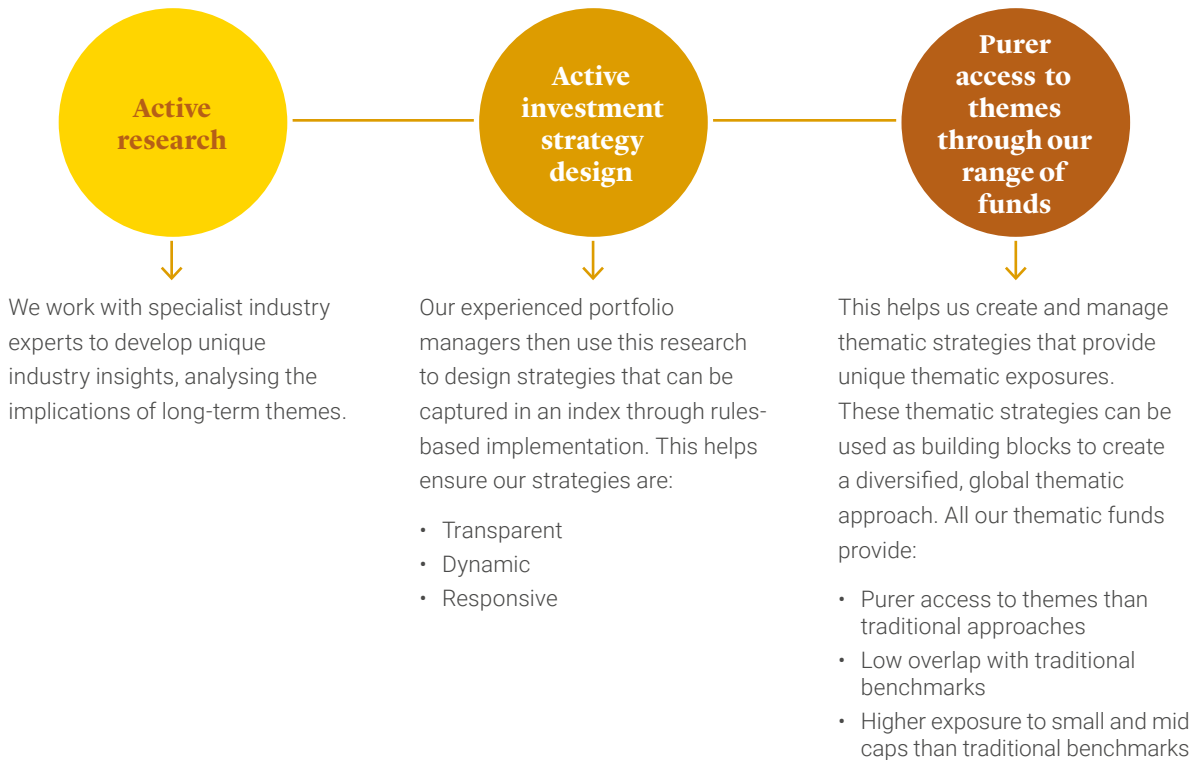 Active
research
Active
investment
strategy
design
Purer
access to
themes
through our
range of
funds
We work with specialist industry
experts to develop unique
industry insights, analysing the
implications of long-term themes.
Our experienced portfolio
managers then use this research
to design strategies that can be
captured in an index through rules-
based implementation. This helps
ensure our strategies are:
• Transparent
• Dynamic
• Responsive
This helps us create and manage
thematic strategies that provide
unique thematic exposures.
These thematic strategies can be
used as building blocks to create
a diversified, global thematic
approach. All our thematic funds
provide:
• Purer access to themes than
traditional approaches
• Low overlap with traditional
benchmarks
• Higher exposure to small and mid
caps than traditional benchmarks